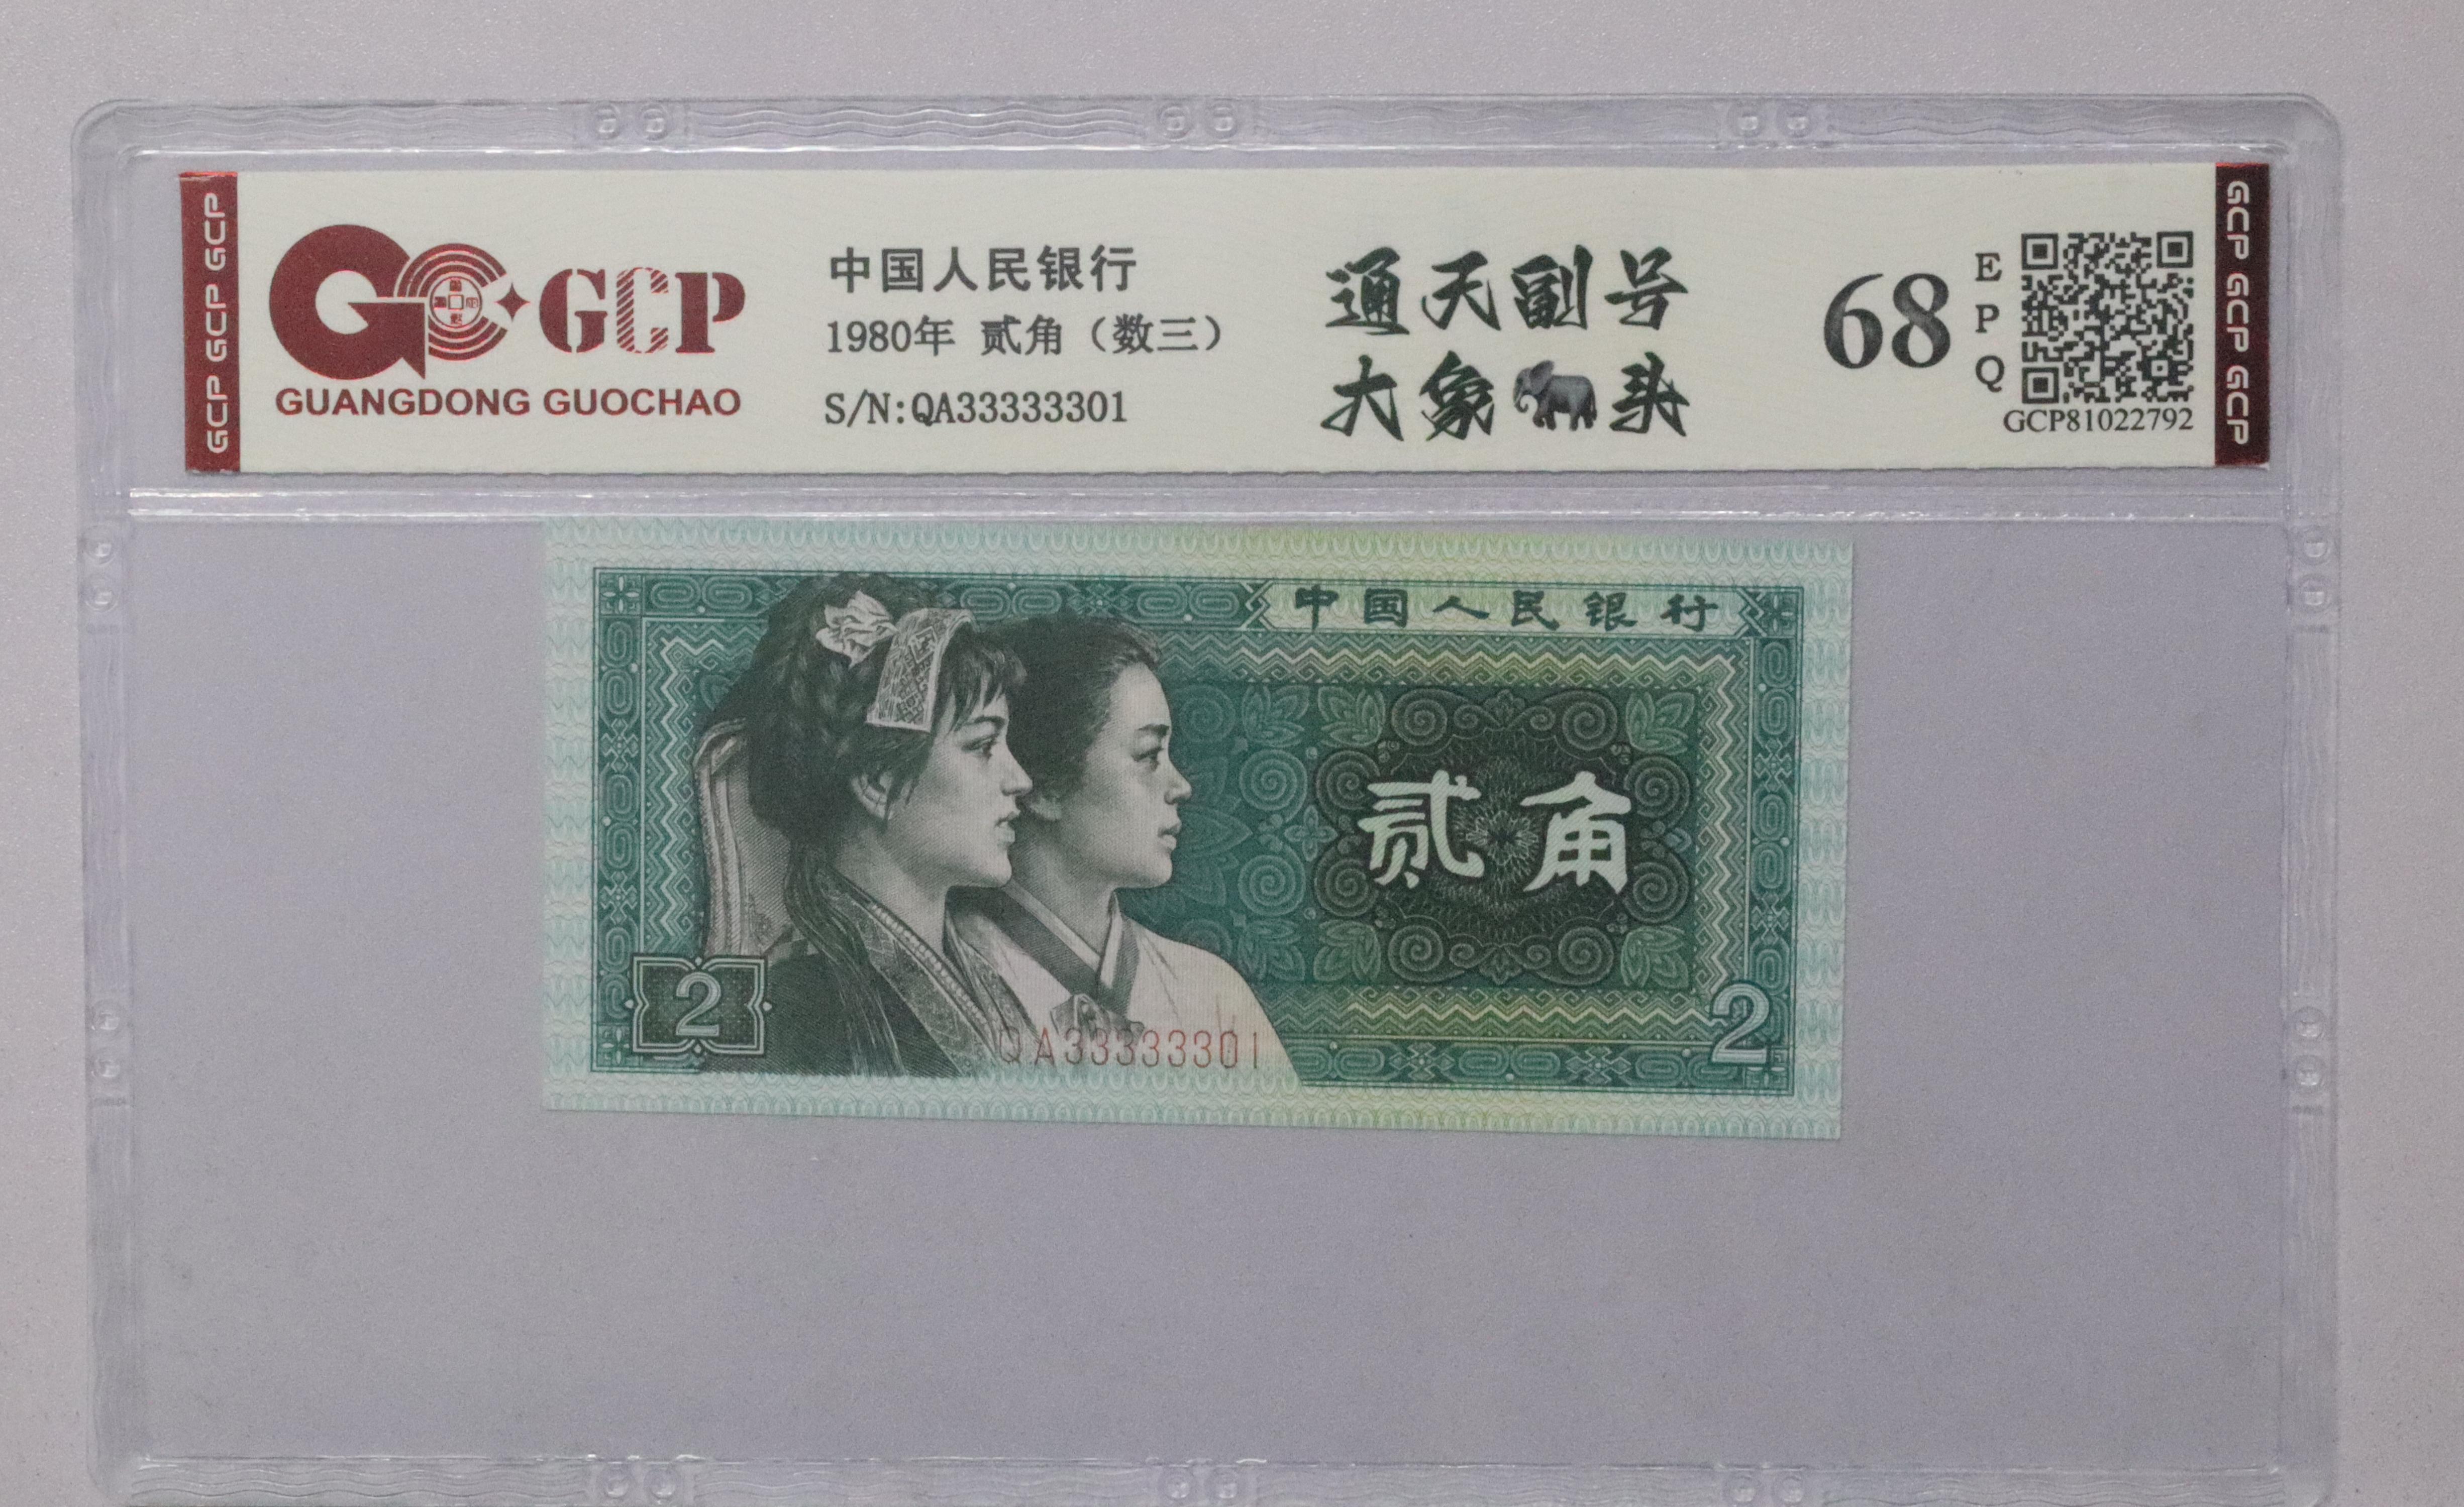 GCP GCP GCP
GCP
GUANGDONG GUOCHAO
中国人民银行
1980年 贰角（数三）
S/N:QA33333301
通天副号
大象🐘头
68
E
P
Q
GCP81022792
GCP GCP GCP
中国人民银行
贰角
2
QA33333301
2